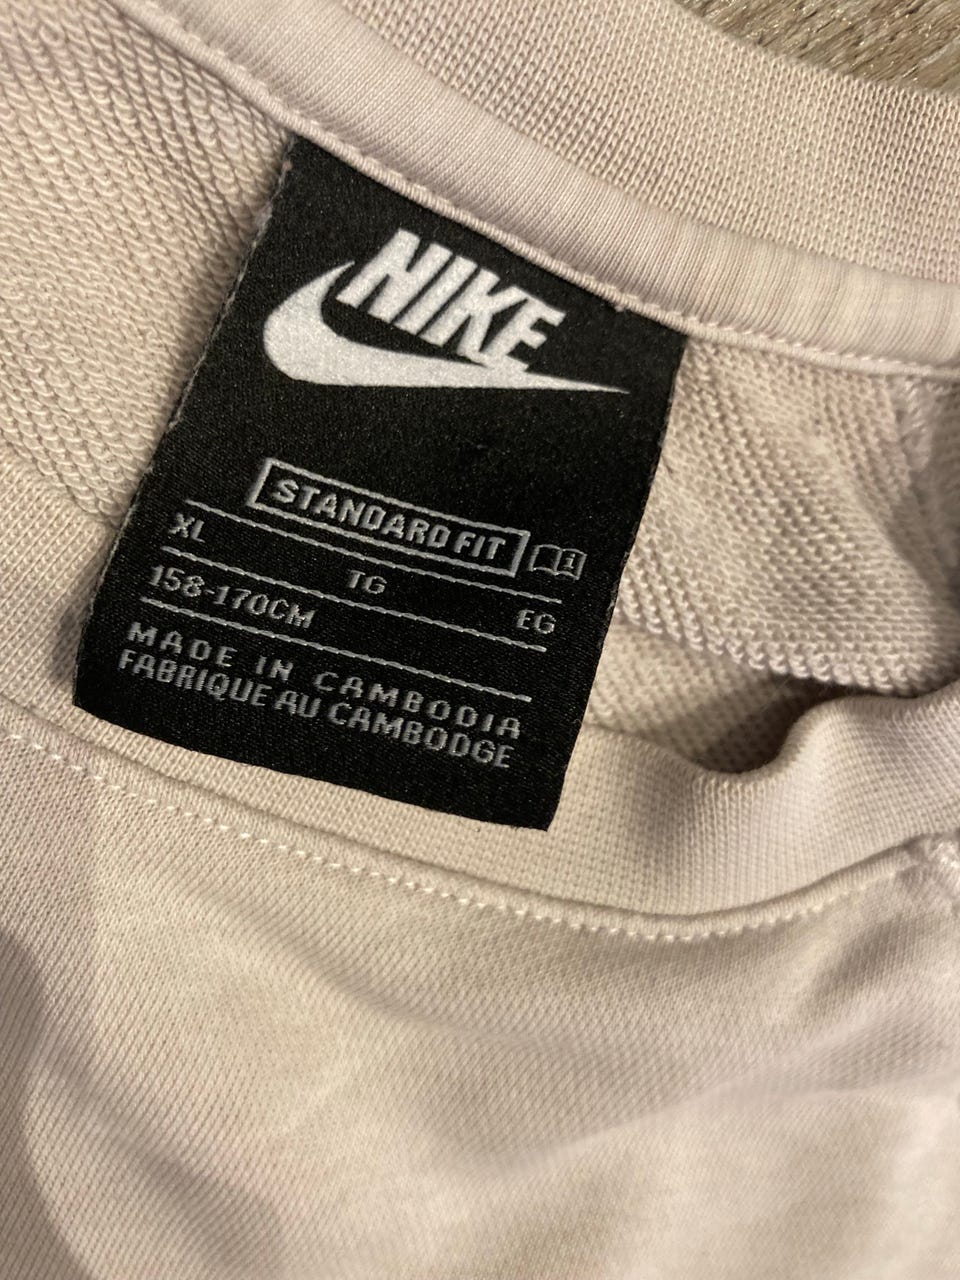 NIKE
STANDARD FIT
XL TG EG
158-170CM
MADE IN CAMBODIA
FABRIQUE AU CAMBODGE